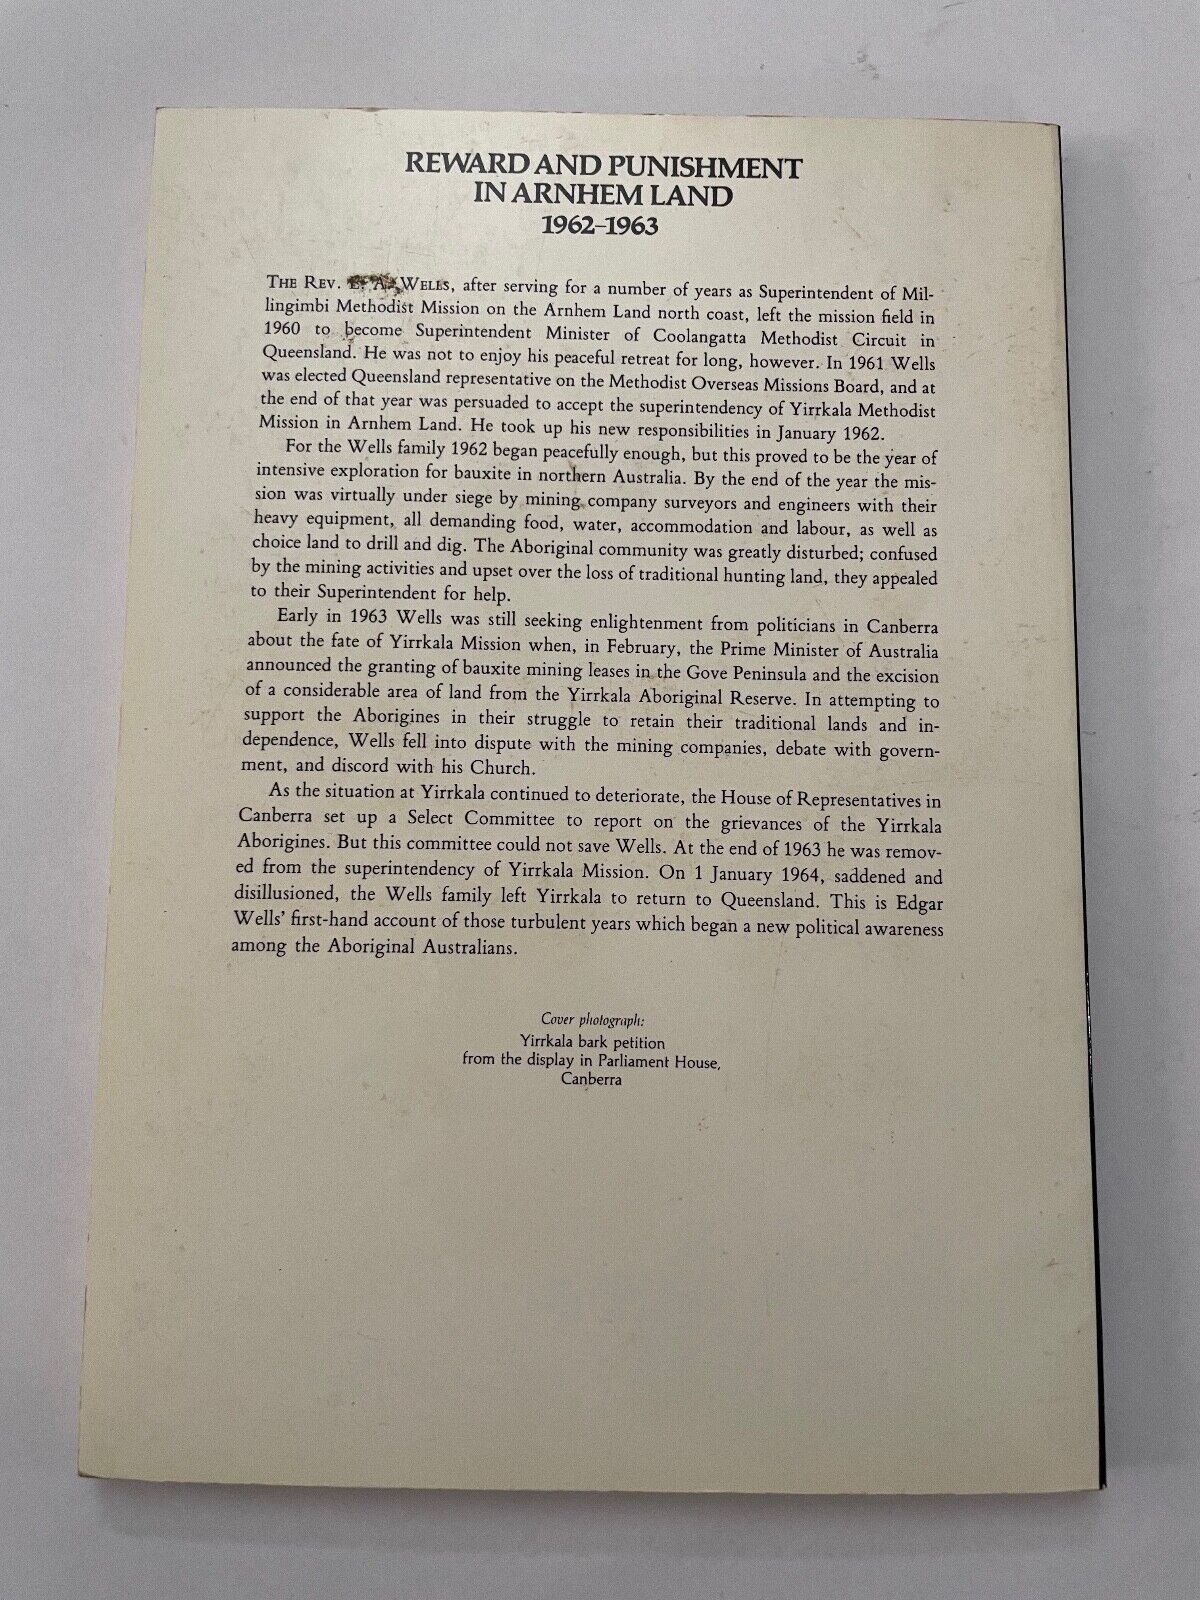 REWARD AND PUNISHMENT
IN ARNHEM LAND
1962–1963
THE REV. E. A. WELLS, after serving for a number of years as Superintendent of Mil-
lingimbi Methodist Mission on the Arnhem Land north coast, left the mission field in
1960 to become Superintendent Minister of Coolangatta Methodist Circuit in
Queensland. He was not to enjoy his peaceful retreat for long, however. In 1961 Wells
was elected Queensland representative on the Methodist Overseas Missions Board, and at
the end of that year was persuaded to accept the superintendency of Yirrkala Methodist
Mission in Arnhem Land. He took up his new responsibilities in January 1962.
For the Wells family 1962 began peacefully enough, but this proved to be the year of
intensive exploration for bauxite in northern Australia. By the end of the year the mis-
sion was virtually under siege by mining company surveyors and engineers with their
heavy equipment, all demanding food, water, accommodation and labour, as well as
choice land to drill and dig. The Aboriginal community was greatly disturbed; confused
by the mining activities and upset over the loss of traditional hunting land, they appealed
to their Superintendent for help.
Early in 1963 Wells was still seeking enlightenment from politicians in Canberra
about the fate of Yirrkala Mission when, in February, the Prime Minister of Australia
announced the granting of bauxite mining leases in the Gove Peninsula and the excision
of a considerable area of land from the Yirrkala Aboriginal Reserve. In attempting to
support the Aborigines in their struggle to retain their traditional lands and in-
dependence, Wells fell into dispute with the mining companies, debate with govern-
ment, and discord with his Church.
As the situation at Yirrkala continued to deteriorate, the House of Representatives in
Canberra set up a Select Committee to report on the grievances of the Yirrkala
Aborigines. But this committee could not save Wells. At the end of 1963 he was remov-
ed from the superintendency of Yirrkala Mission. On 1 January 1964, saddened and
disillusioned, the Wells family left Yirrkala to return to Queensland. This is Edgar
Wells' first-hand account of those turbulent years which began a new political awareness
among the Aboriginal Australians.
Cover photograph:
Yirrkala bark petition
from the display in Parliament House,
Canberra